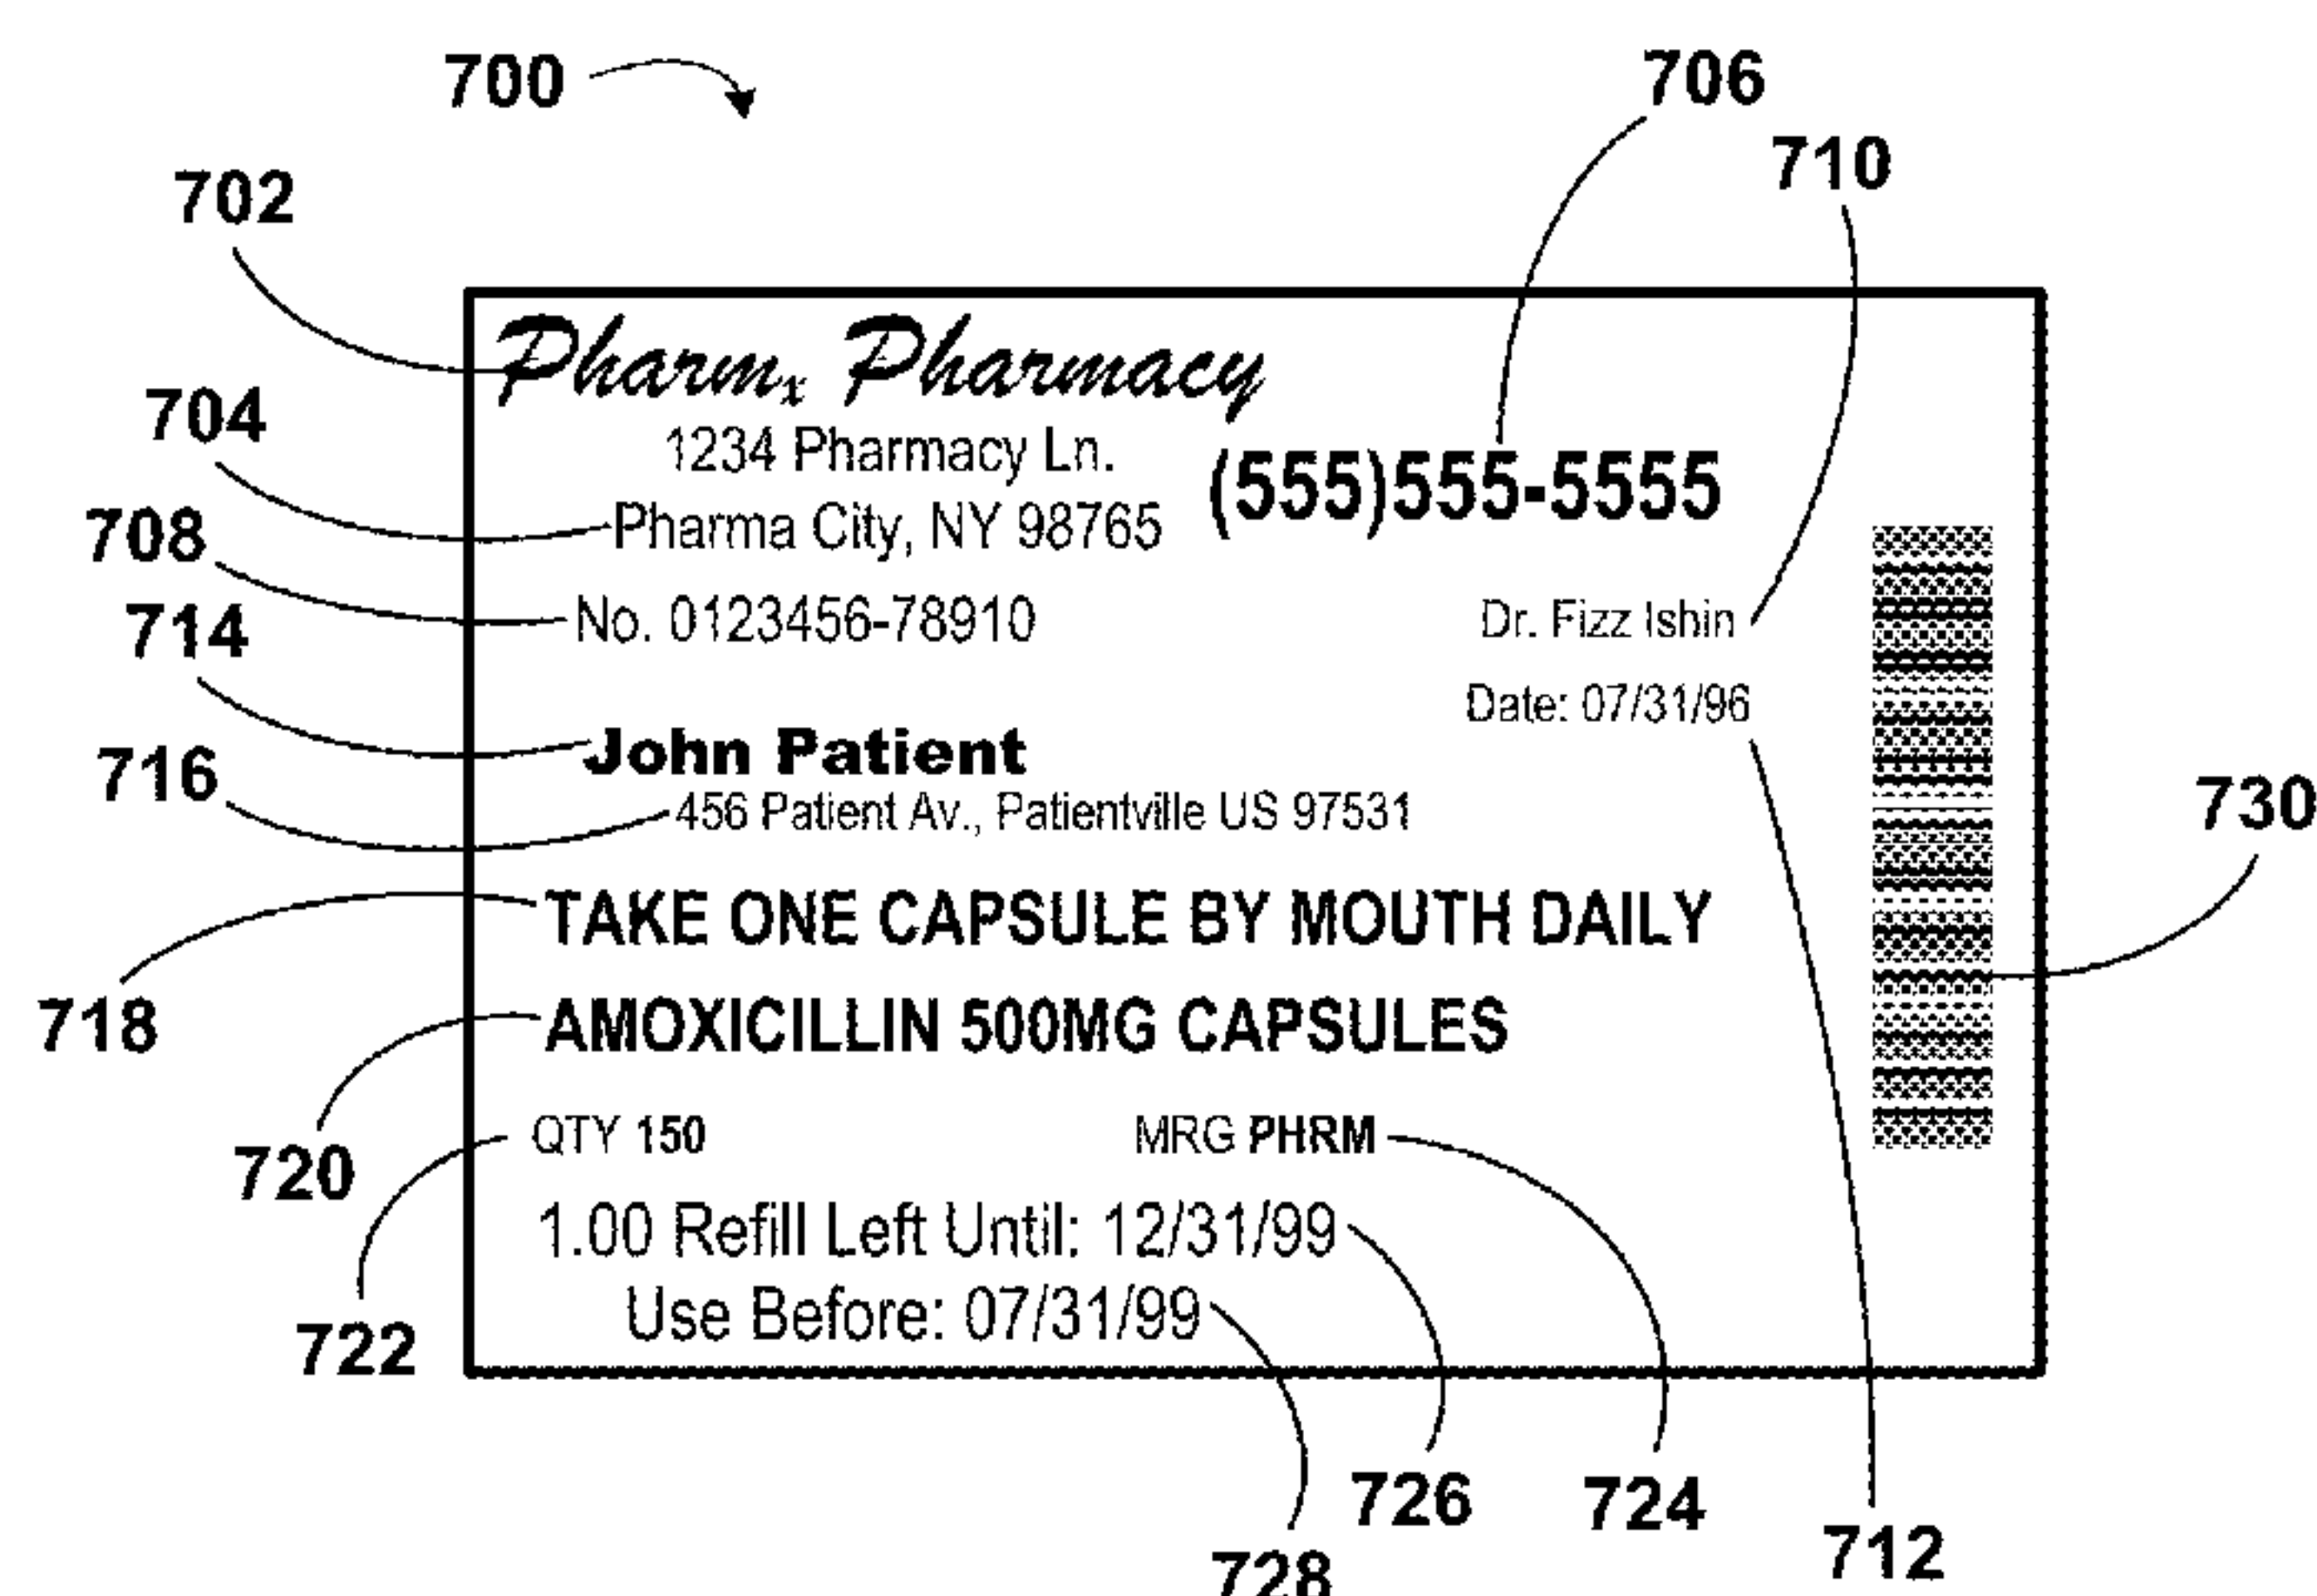 700
706
710
702
Pharmx Pharmacy
704
1234 Pharmacy Ln.
(555)555-5555
708
Pharma City, NY 98765
714
No. 0123456-78910
Dr. Fizz Ishin
Date: 07/31/96
716
John Patient
730
456 Patient Av., Patientville US 97531
TAKE ONE CAPSULE BY MOUTH DAILY
718
AMOXICILLIN 500MG CAPSULES
720
QTY 150 MRG PHRM
1.00 Refill Left Until: 12/31/99
722
Use Before: 07/31/99
726
724
712
728